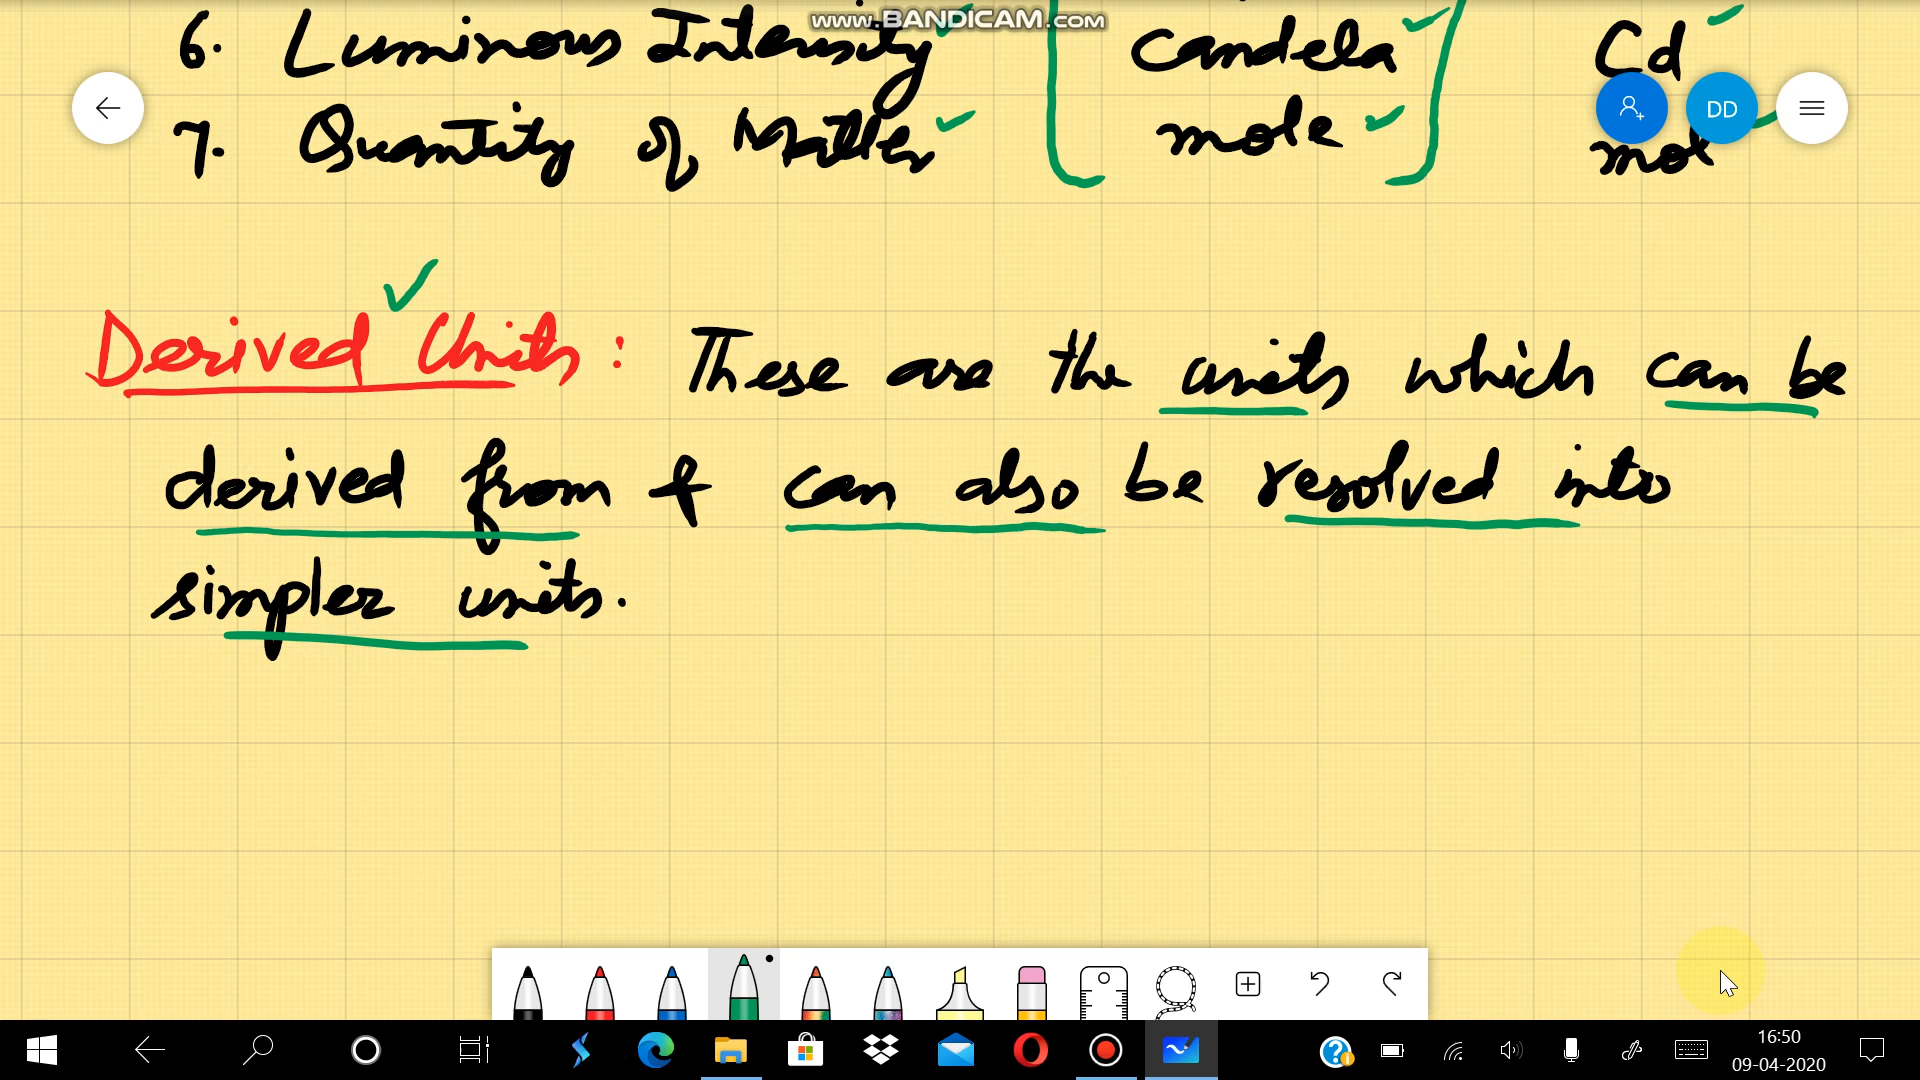 www.BANDICAM.com
6. Luminous Intensity Candela Cd
7. Quantity of Matter mole mol
DD
Derived Units: These are the units which can be
derived from & can also be resolved into
simpler units.
16:50
09-04-2020